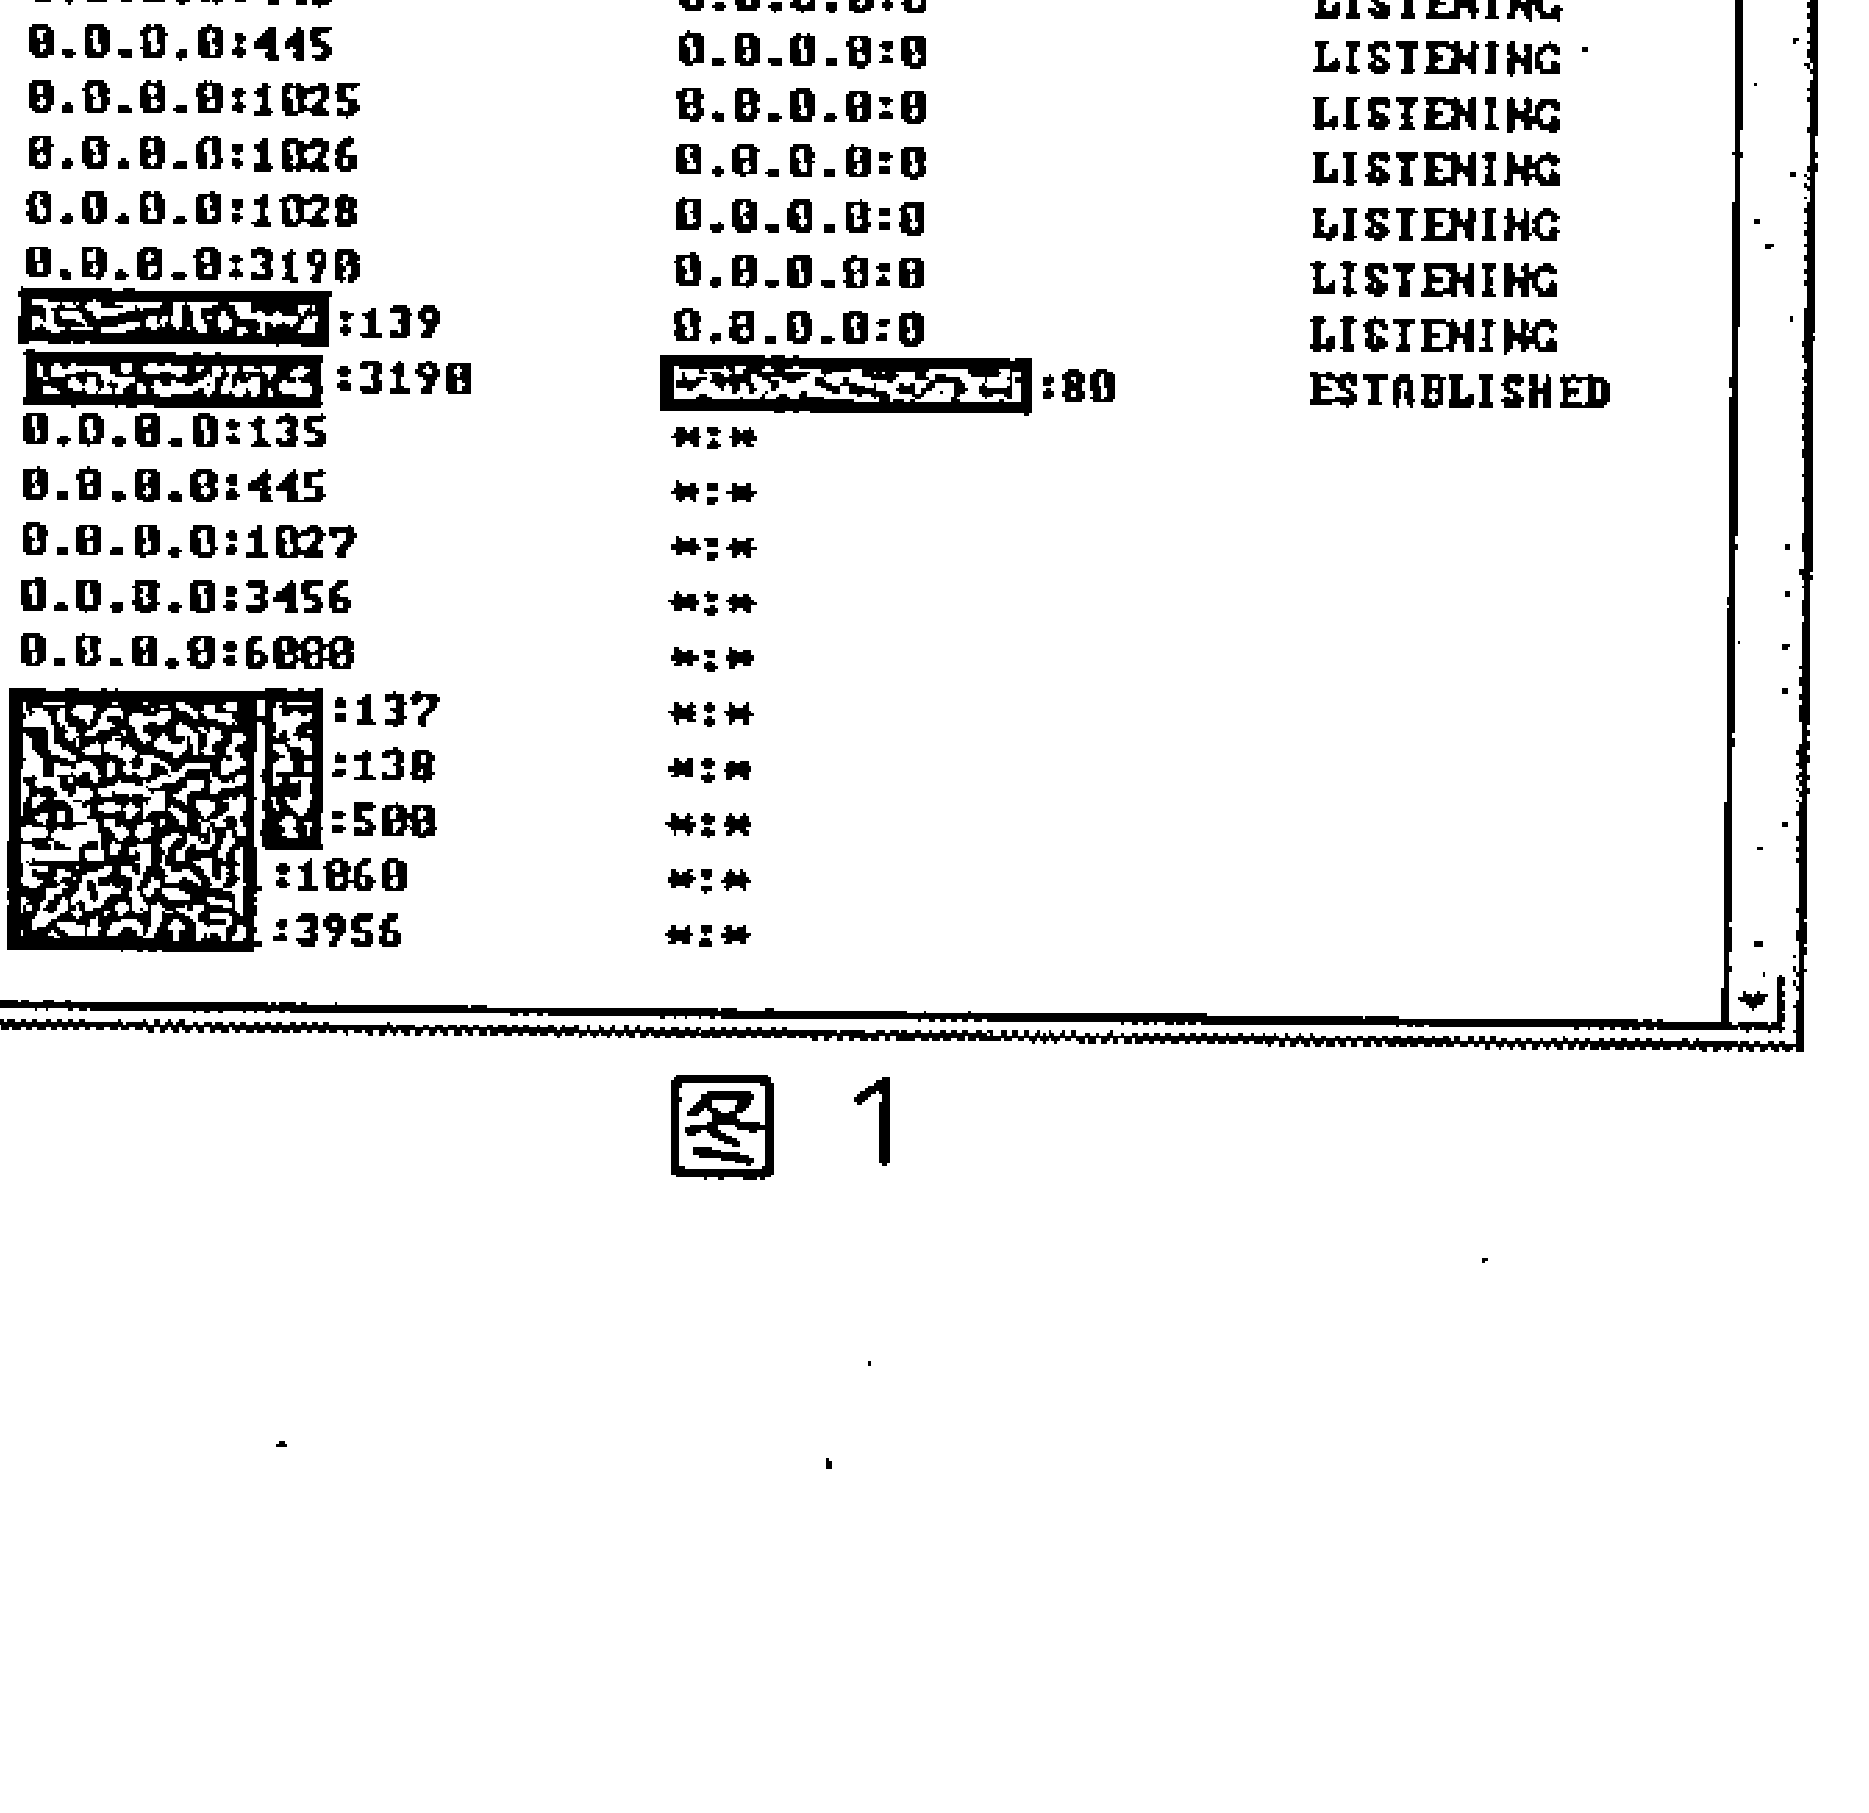 0.0.0.0:445 0.0.0.0:0 LISTENING
0.0.0.0:1025 0.0.0.0:0 LISTENING
0.0.0.0:1026 0.0.0.0:0 LISTENING
0.0.0.0:1028 0.0.0.0:0 LISTENING
0.0.0.0:3190 0.0.0.0:0 LISTENING
:139 0.0.0.0:0 LISTENING
:3190 :80 ESTABLISHED
0.0.0.0:135 *:*
0.0.0.0:445 *:*
0.0.0.0:1027 *:*
0.0.0.0:3456 *:*
0.0.0.0:6000 *:*
:137 *:*
:138 *:*
:500 *:*
:1060 *:*
:3956 *:*
图 1